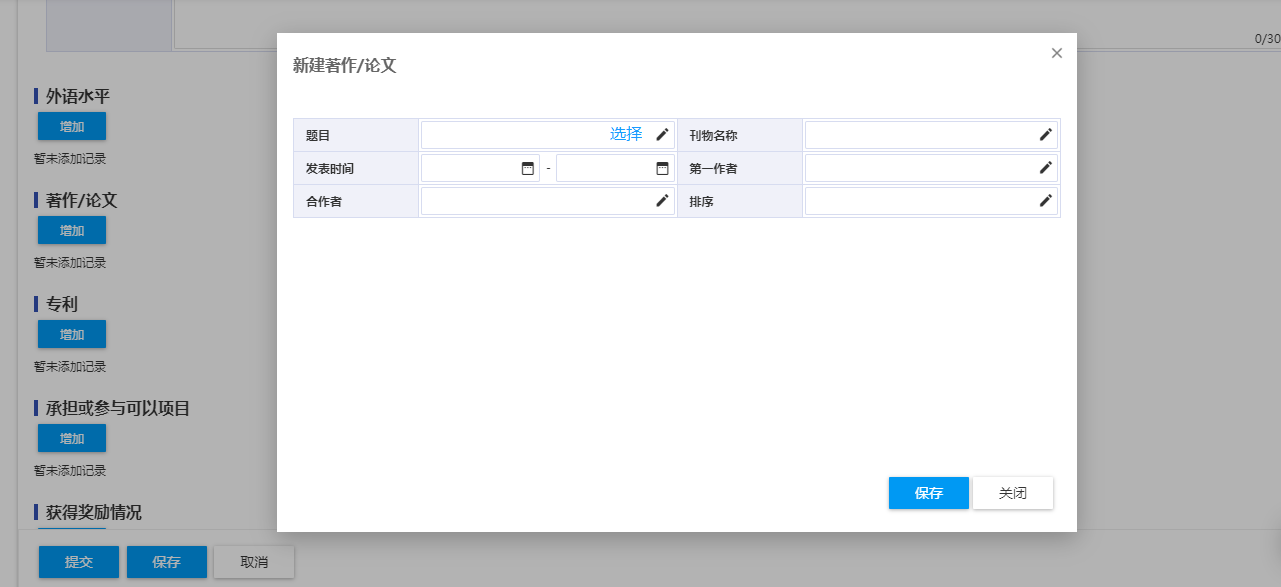 0/30
外语水平
增加
暂未添加记录
著作/论文
增加
暂未添加记录
专利
增加
暂未添加记录
承担或参与可以项目
增加
暂未添加记录
获得奖励情况
提交 保存 取消
新建著作/论文
题目 选择 刊物名称
发表时间 - 第一作者
合作者 排序
保存 关闭